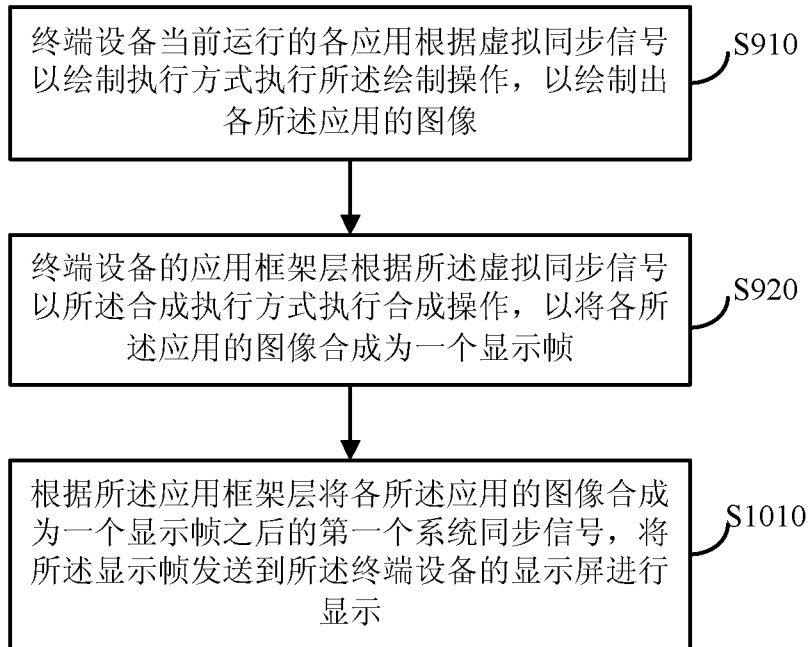 终端设备当前运行的各应用根据虚拟同步信号
以绘制执行方式执行所述绘制操作，以绘制出
各所述应用的图像
S910
终端设备的应用框架层根据所述虚拟同步信号
以所述合成执行方式执行合成操作，以将各所
述应用的图像合成为一个显示帧
S920
根据所述应用框架层将各所述应用的图像合成
为一个显示帧之后的第一个系统同步信号，将
所述显示帧发送到所述终端设备的显示屏进行
显示
S1010